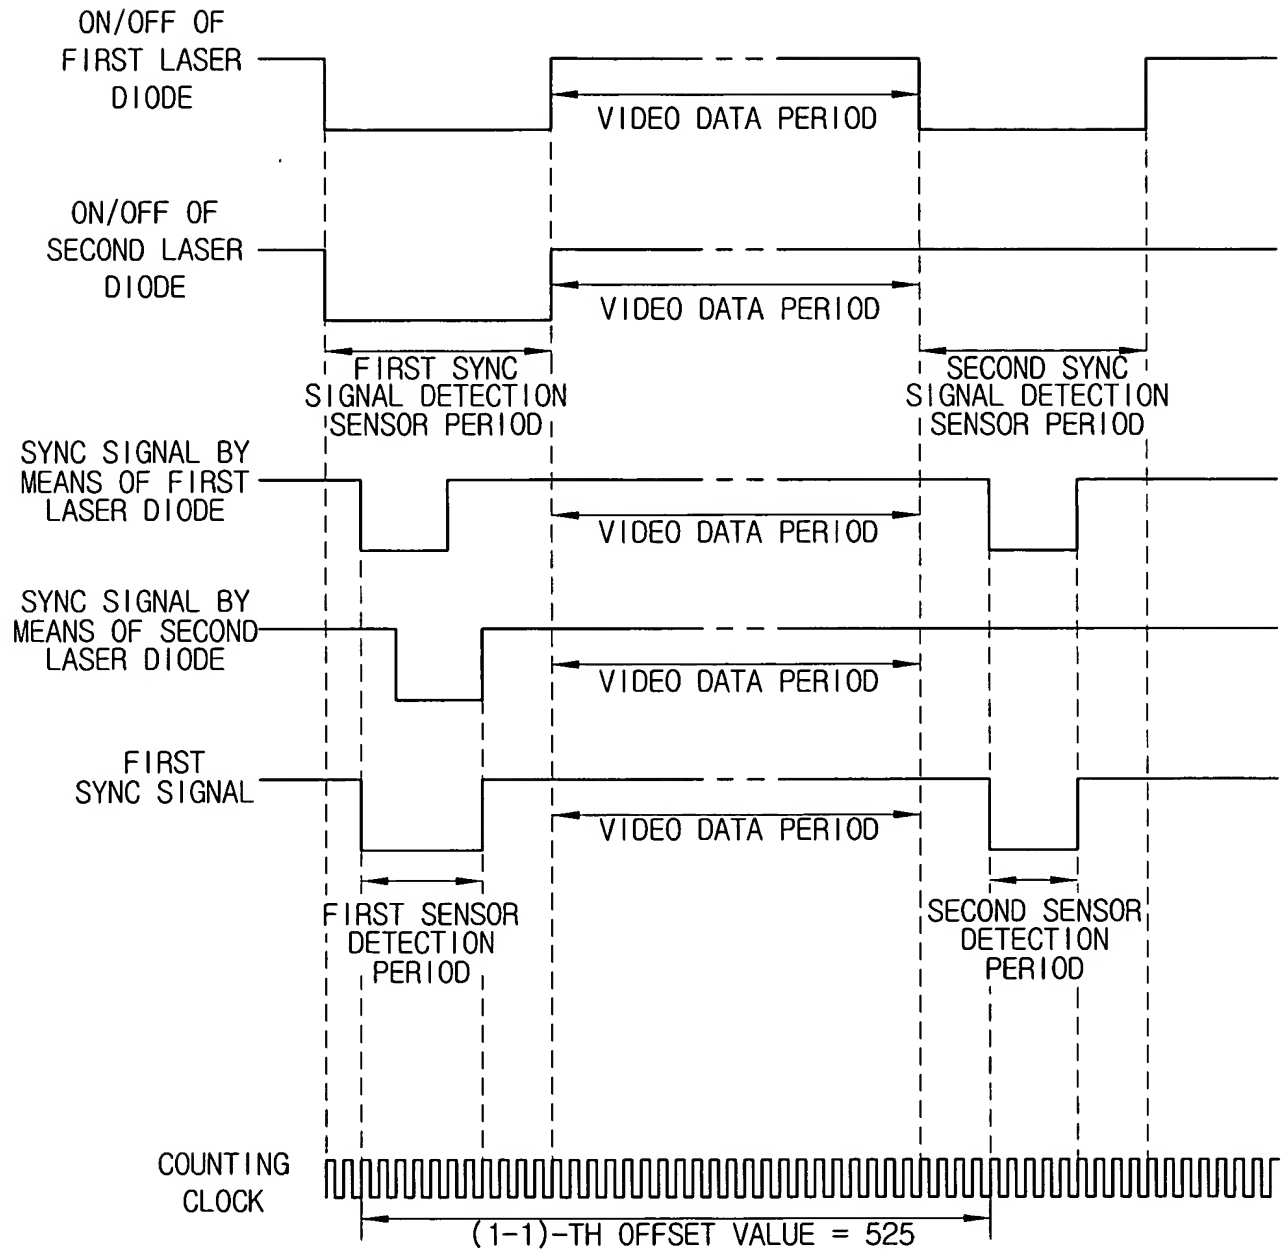 ON/OFF OF
FIRST LASER
DIODE
VIDEO DATA PERIOD
ON/OFF OF
SECOND LASER
DIODE
VIDEO DATA PERIOD
FIRST SYNC
SIGNAL DETECTION
SENSOR PERIOD
SECOND SYNC
SIGNAL DETECTION
SENSOR PERIOD
SYNC SIGNAL BY
MEANS OF FIRST
LASER DIODE
VIDEO DATA PERIOD
SYNC SIGNAL BY
MEANS OF SECOND
LASER DIODE
VIDEO DATA PERIOD
FIRST
SYNC SIGNAL
VIDEO DATA PERIOD
FIRST SENSOR
DETECTION
PERIOD
SECOND SENSOR
DETECTION
PERIOD
COUNTING
CLOCK
(1-1)-TH OFFSET VALUE = 525